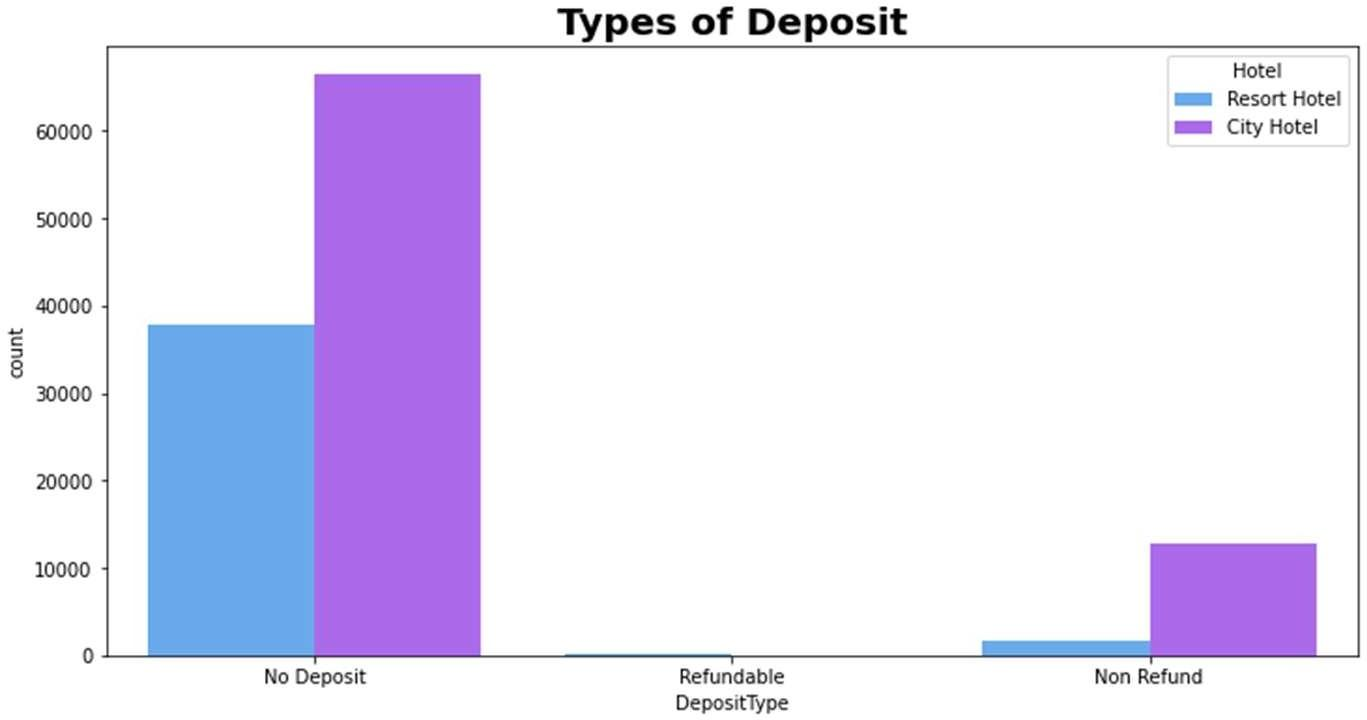 Types of Deposit
Hotel
Resort Hotel
City Hotel
60000
50000
40000
30000
20000
10000
0
count
No Deposit
Refundable
Non Refund
DepositType